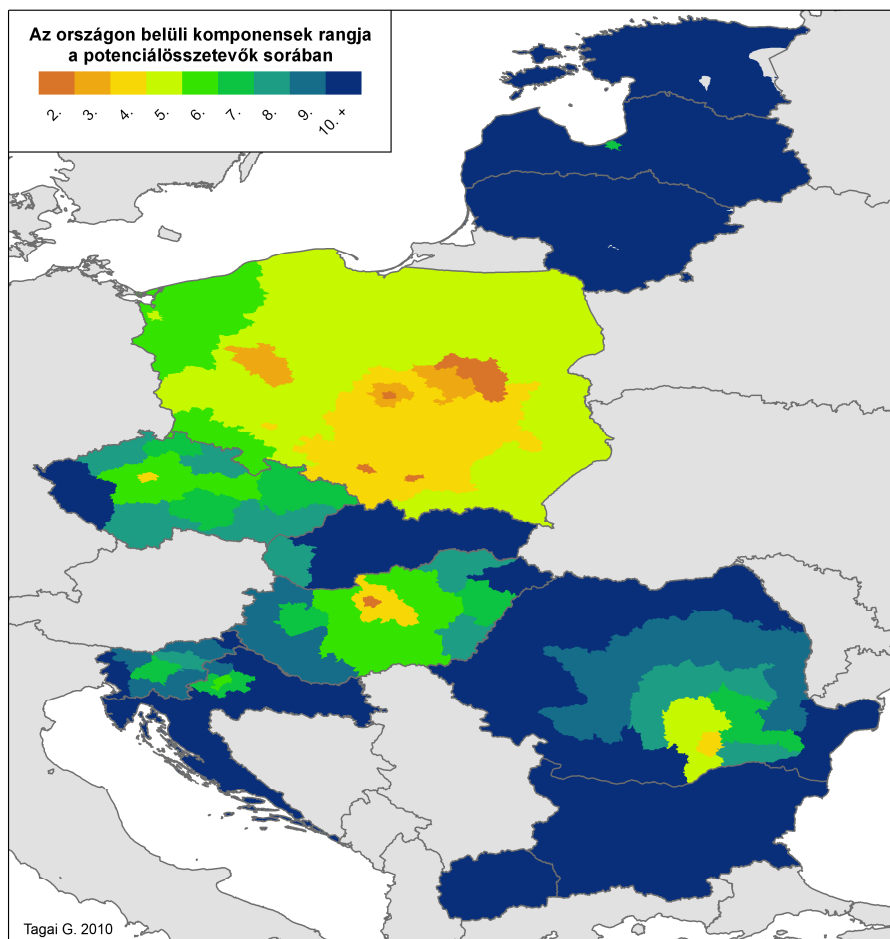 Az országon belüli komponensek rangja
a potenciálösszetevők sorában
2. 3. 4. 5. 6. 7. 8. 9. 10. +
Tagai G. 2010